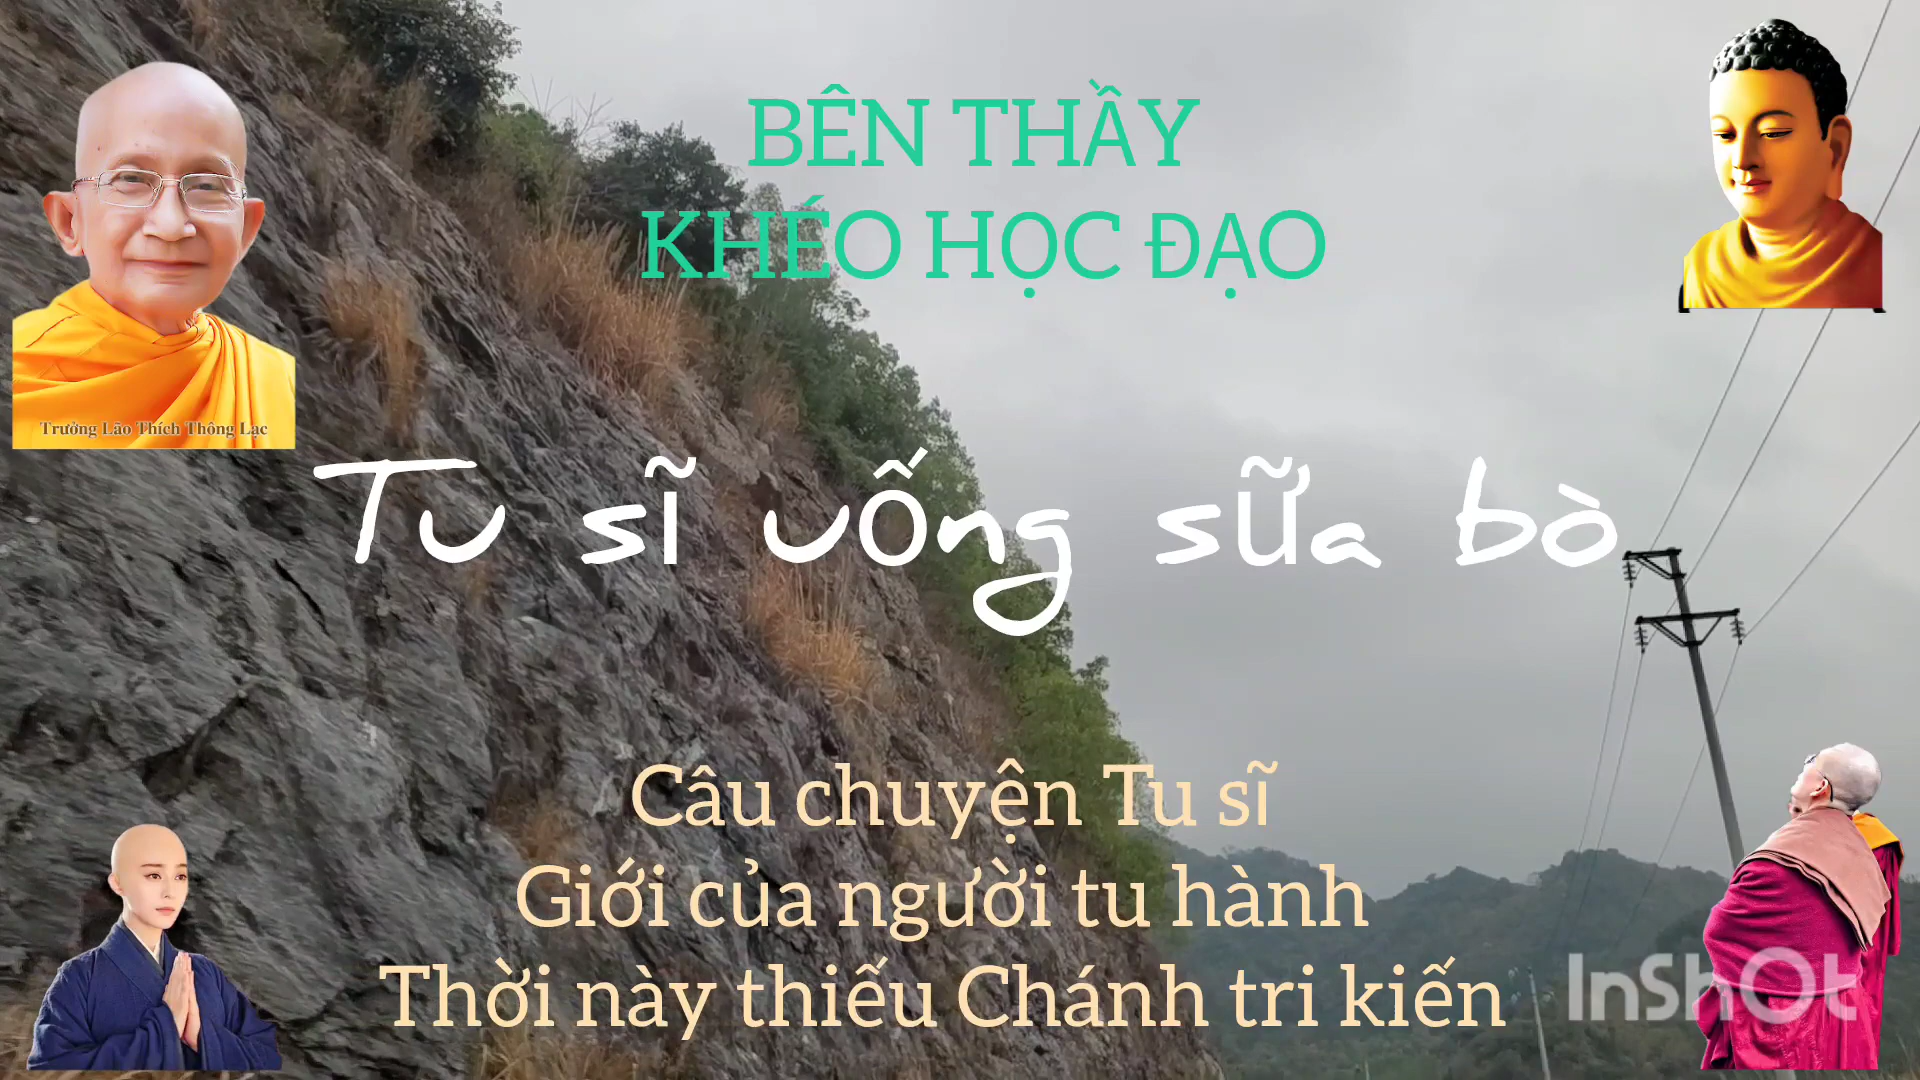 BÊN THẦY
KHÉO HỌC ĐẠO
Trưởng Lão Thích Thông Lạc
Tu sĩ uống sữa bò
Câu chuyện Tu sĩ
Giới của người tu hành
Thời này thiếu Chánh tri kiến
InShOt